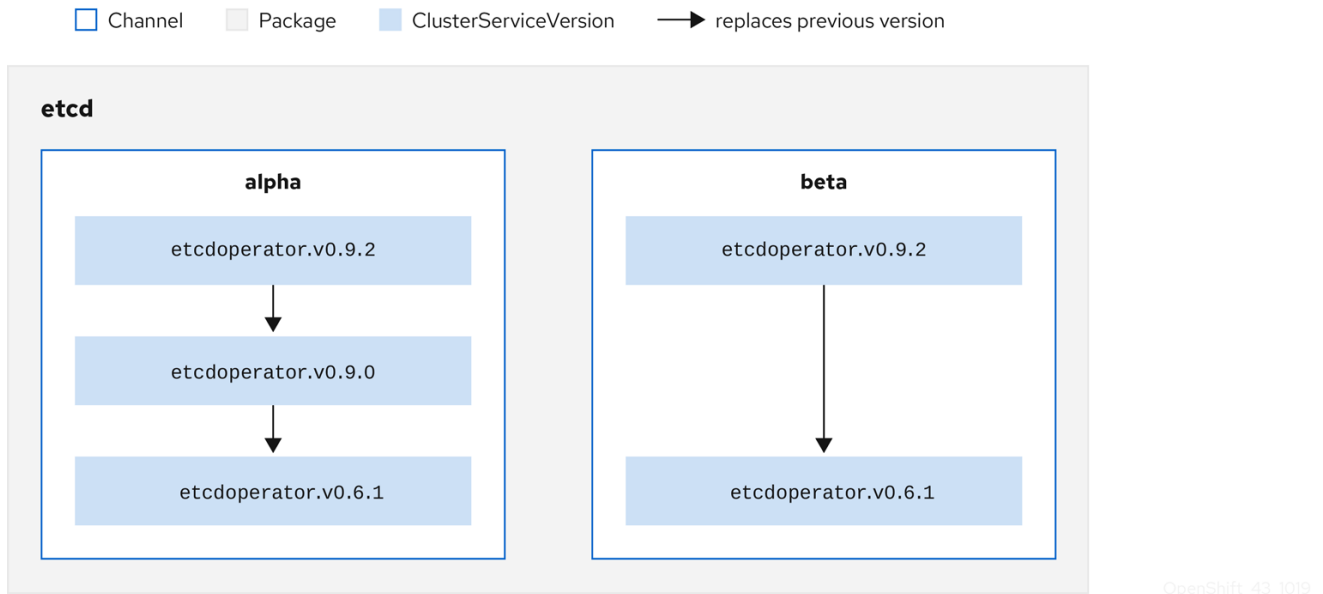 Channel Package ClusterServiceVersion replaces previous version
etcd
alpha
etcdoperator.v0.9.2
etcdoperator.v0.9.0
etcdoperator.v0.6.1
beta
etcdoperator.v0.9.2
etcdoperator.v0.6.1
OpenShift_43_1019